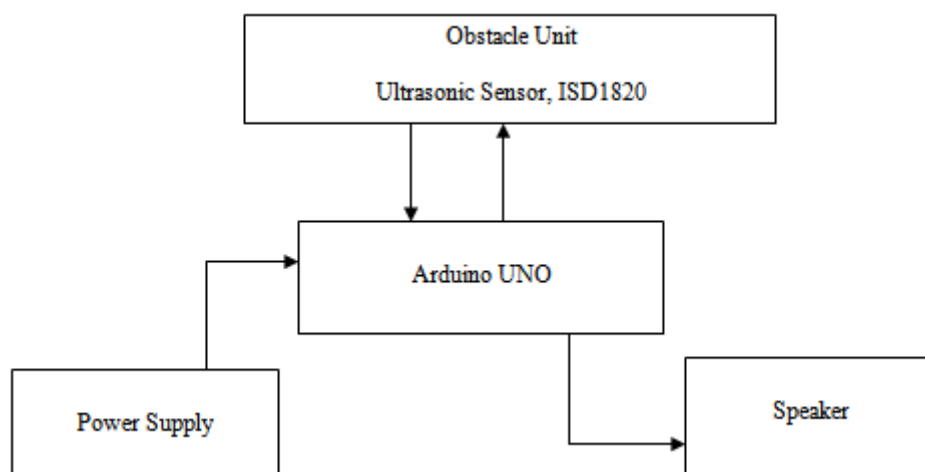 Obstacle Unit
Ultrasonic Sensor, ISD1820
Arduino UNO
Power Supply
Speaker